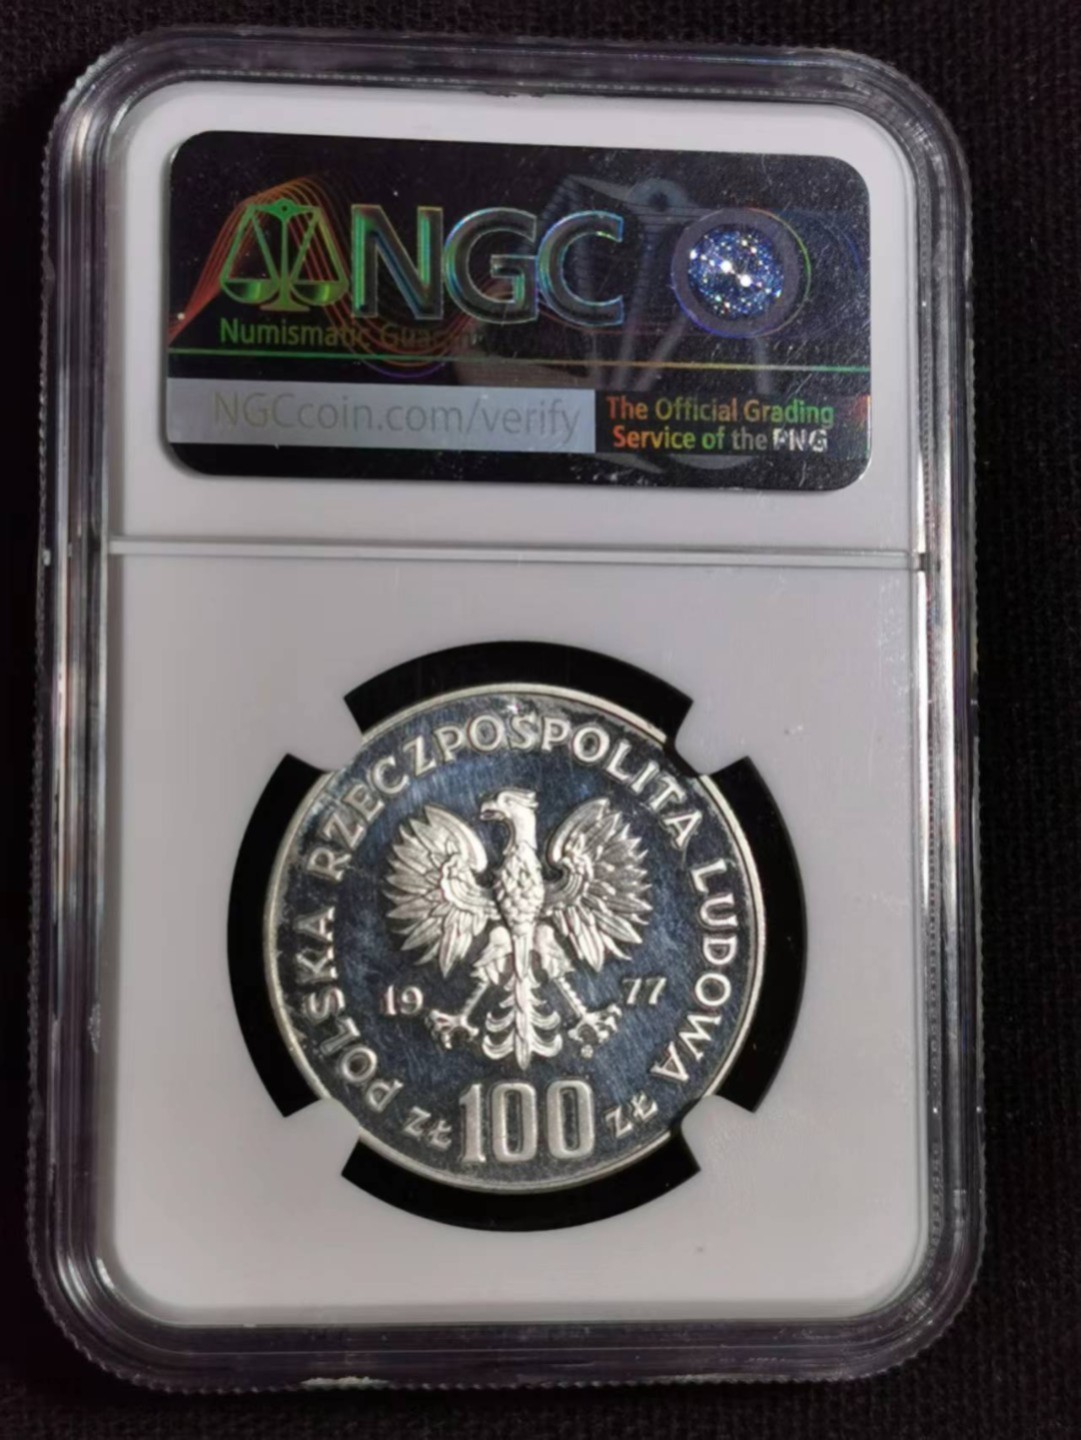 NGC
Numismatic
NGCcoin.com/verify
The Official Grading
Service of the PNG
POLSKA RZECZPOSPOLITA LUDOWA
19 77
ZŁ 100 ZŁ